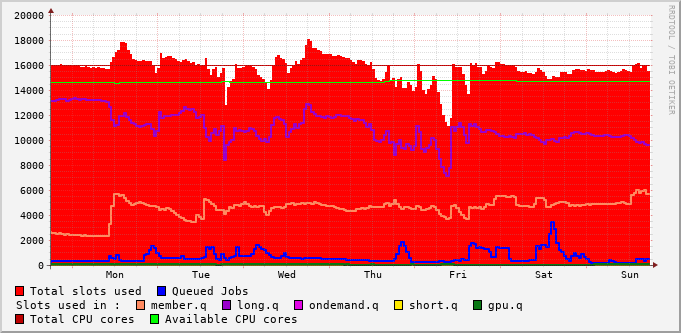 20000
18000
16000
14000
12000
10000
8000
6000
4000
2000
0
Mon Tue Wed Thu Fri Sat Sun
RRDTOOL / TOBI OETIKER
Total slots used Queued Jobs
Slots used in : member.q long.q ondemand.q short.q gpu.q
Total CPU cores Available CPU cores